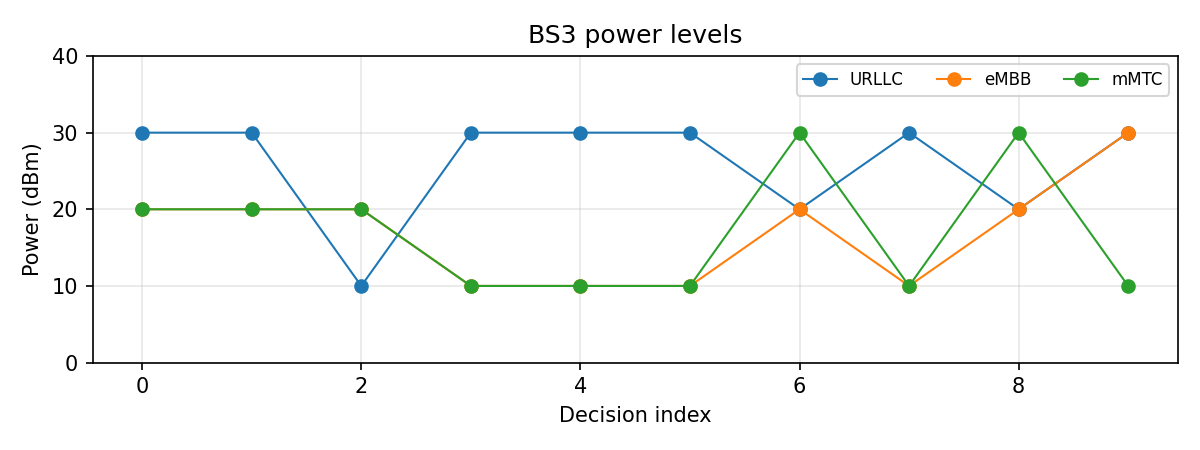 BS3 power levels
40
30
20
10
0
Power (dBm)
URLLC eMBB mMTC
0 2 4 6 8
Decision index